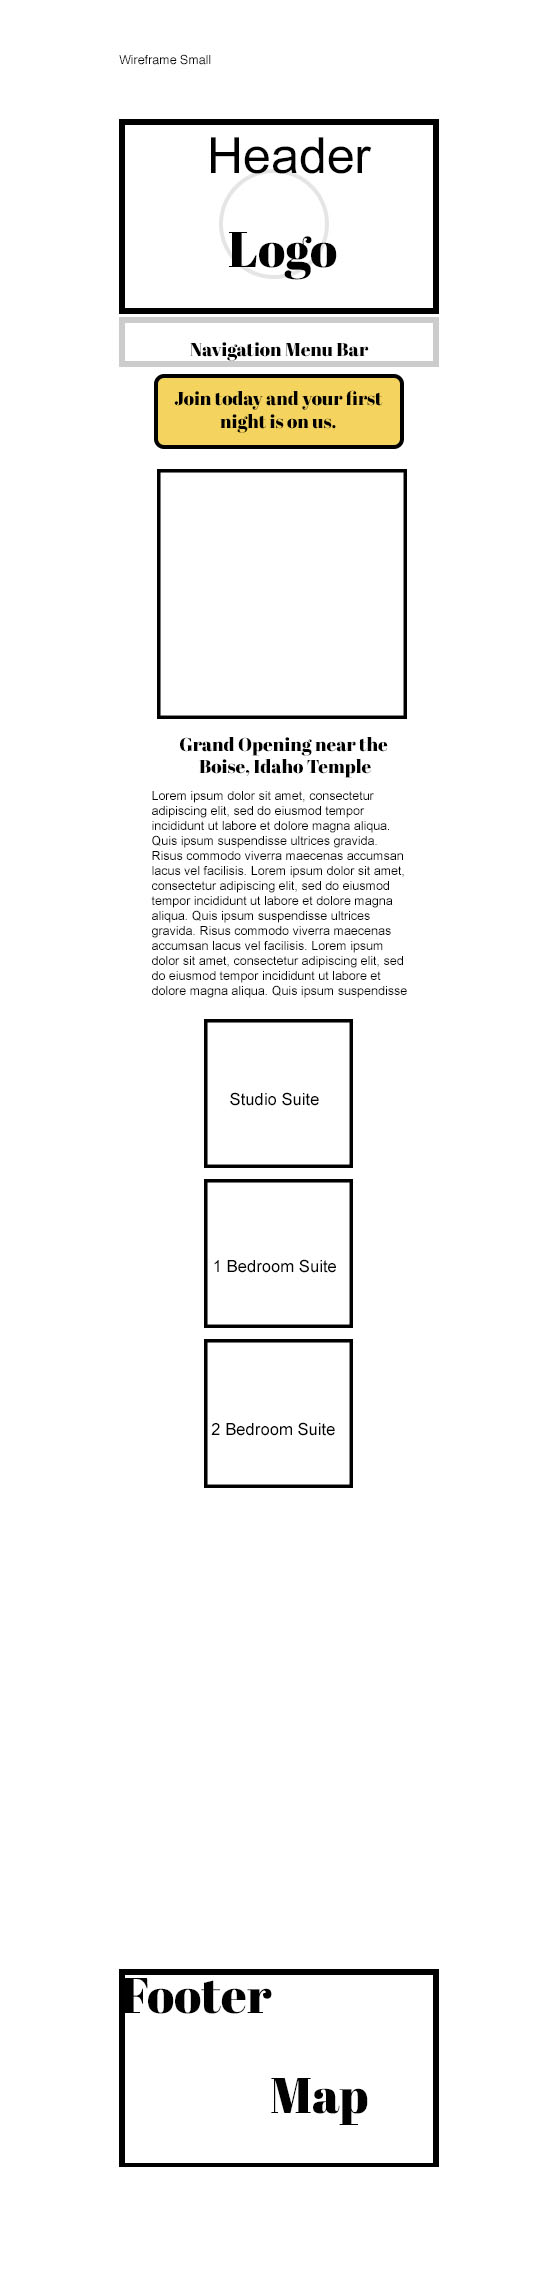 Wireframe Small
Header
Logo
Navigation Menu Bar
Join today and your first
night is on us.
Grand Opening near the
Boise, Idaho Temple
Lorem ipsum dolor sit amet, consectetur
adipiscing elit, sed do eiusmod tempor
incididunt ut labore et dolore magna aliqua.
Quis ipsum suspendisse ultrices gravida.
Risus commodo viverra maecenas accumsan
lacus vel facilisis. Lorem ipsum dolor sit amet,
consectetur adipiscing elit, sed do eiusmod
tempor incididunt ut labore et dolore magna
aliqua. Quis ipsum suspendisse ultrices
gravida. Risus commodo viverra maecenas
accumsan lacus vel facilisis. Lorem ipsum
dolor sit amet, consectetur adipiscing elit, sed
do eiusmod tempor incididunt ut labore et
dolore magna aliqua. Quis ipsum suspendisse
Studio Suite
1 Bedroom Suite
2 Bedroom Suite
Footer
Map